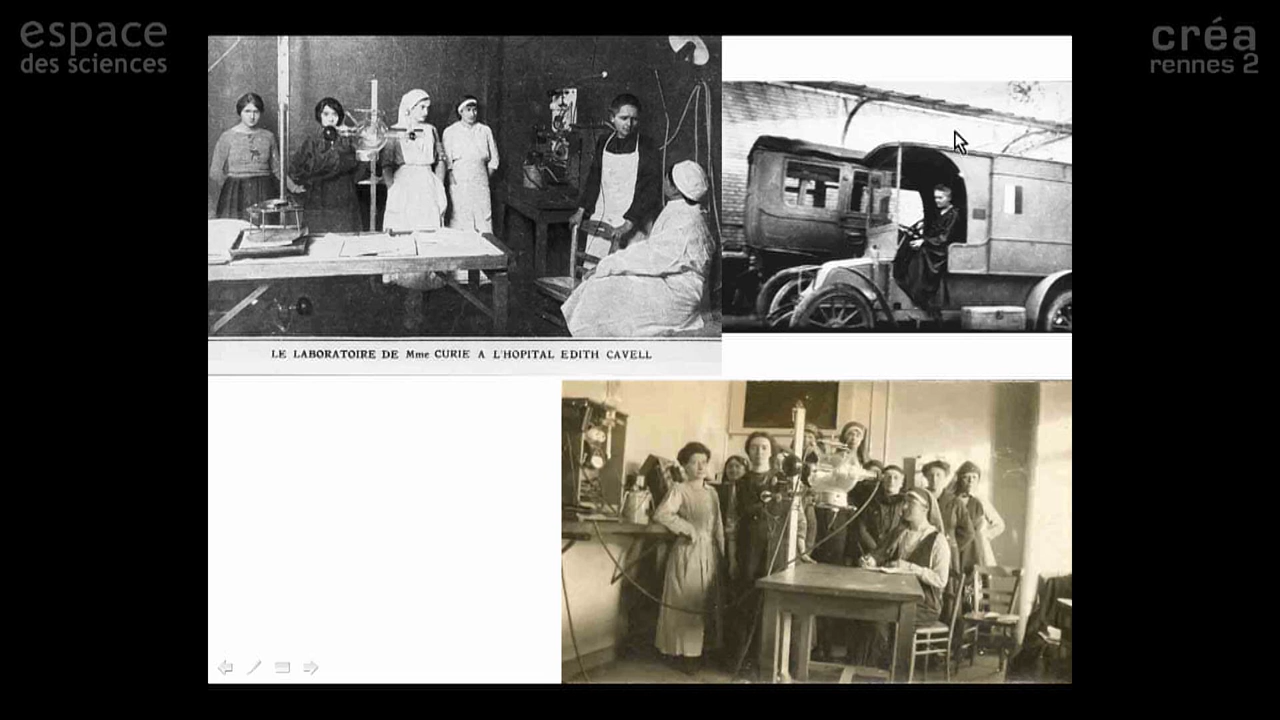 espace
des sciences
créa
rennes 2
LE LABORATOIRE DE Mme CURIE A L'HOPITAL EDITH CAVELL